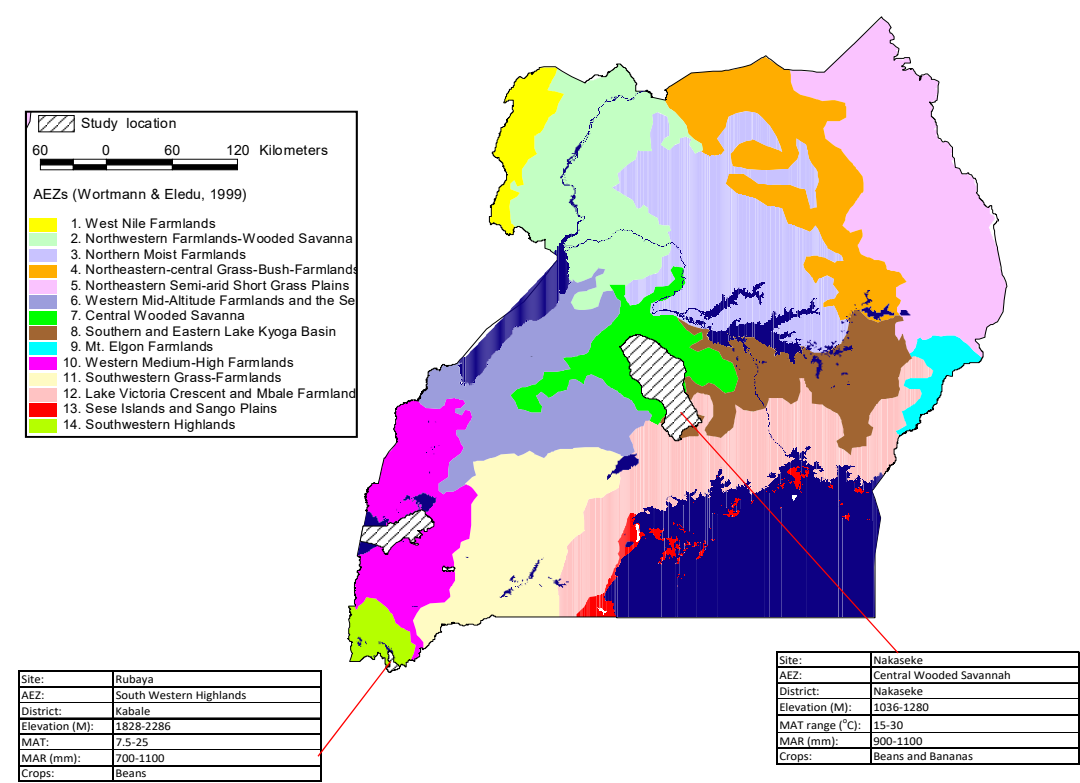 Study location
60 0 60 120 Kilometers
AEZs (Wortmann & Eledu, 1999)
1. West Nile Farmlands
2. Northwestern Farmlands-Wooded Savanna
3. Northern Moist Farmlands
4. Northeastern-central Grass-Bush-Farmlands
5. Northeastern Semi-arid Short Grass Plains
6. Western Mid-Altitude Farmlands and the Se
7. Central Wooded Savanna
8. Southern and Eastern Lake Kyoga Basin
9. Mt. Elgon Farmlands
10. Western Medium-High Farmlands
11. Southwestern Grass-Farmlands
12. Lake Victoria Crescent and Mbale Farmland
13. Sese Islands and Sango Plains
14. Southwestern Highlands
Site: Rubaya
AEZ: South Western Highlands
District: Kabale
Elevation (M): 1828-2286
MAT: 7.5-25
MAR (mm): 700-1100
Crops: Beans
Site: Nakaseke
AEZ: Central Wooded Savannah
District: Nakaseke
Elevation (M): 1036-1280
MAT range (°C): 15-30
MAR (mm): 900-1100
Crops: Beans and Bananas